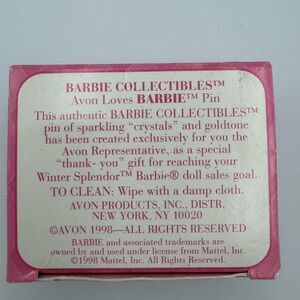 BARBIE COLLECTIBLES™
Avon Loves BARBIE™ Pin
This authentic BARBIE COLLECTIBLES™
pin of sparkling "crystals" and goldtone
has been created exclusively for you the
Avon Representative, as a special
"thank- you" gift for reaching your
Winter Splendor™ Barbie® doll sales goal.
TO CLEAN: Wipe with a damp cloth.
AVON PRODUCTS, INC., DISTR.
NEW YORK, NY 10020
©AVON 1998—ALL RIGHTS RESERVED
BARBIE and associated trademarks are
owned by and used under license from Mattel, Inc.
©1998 Mattel, Inc. All Rights Reserved.